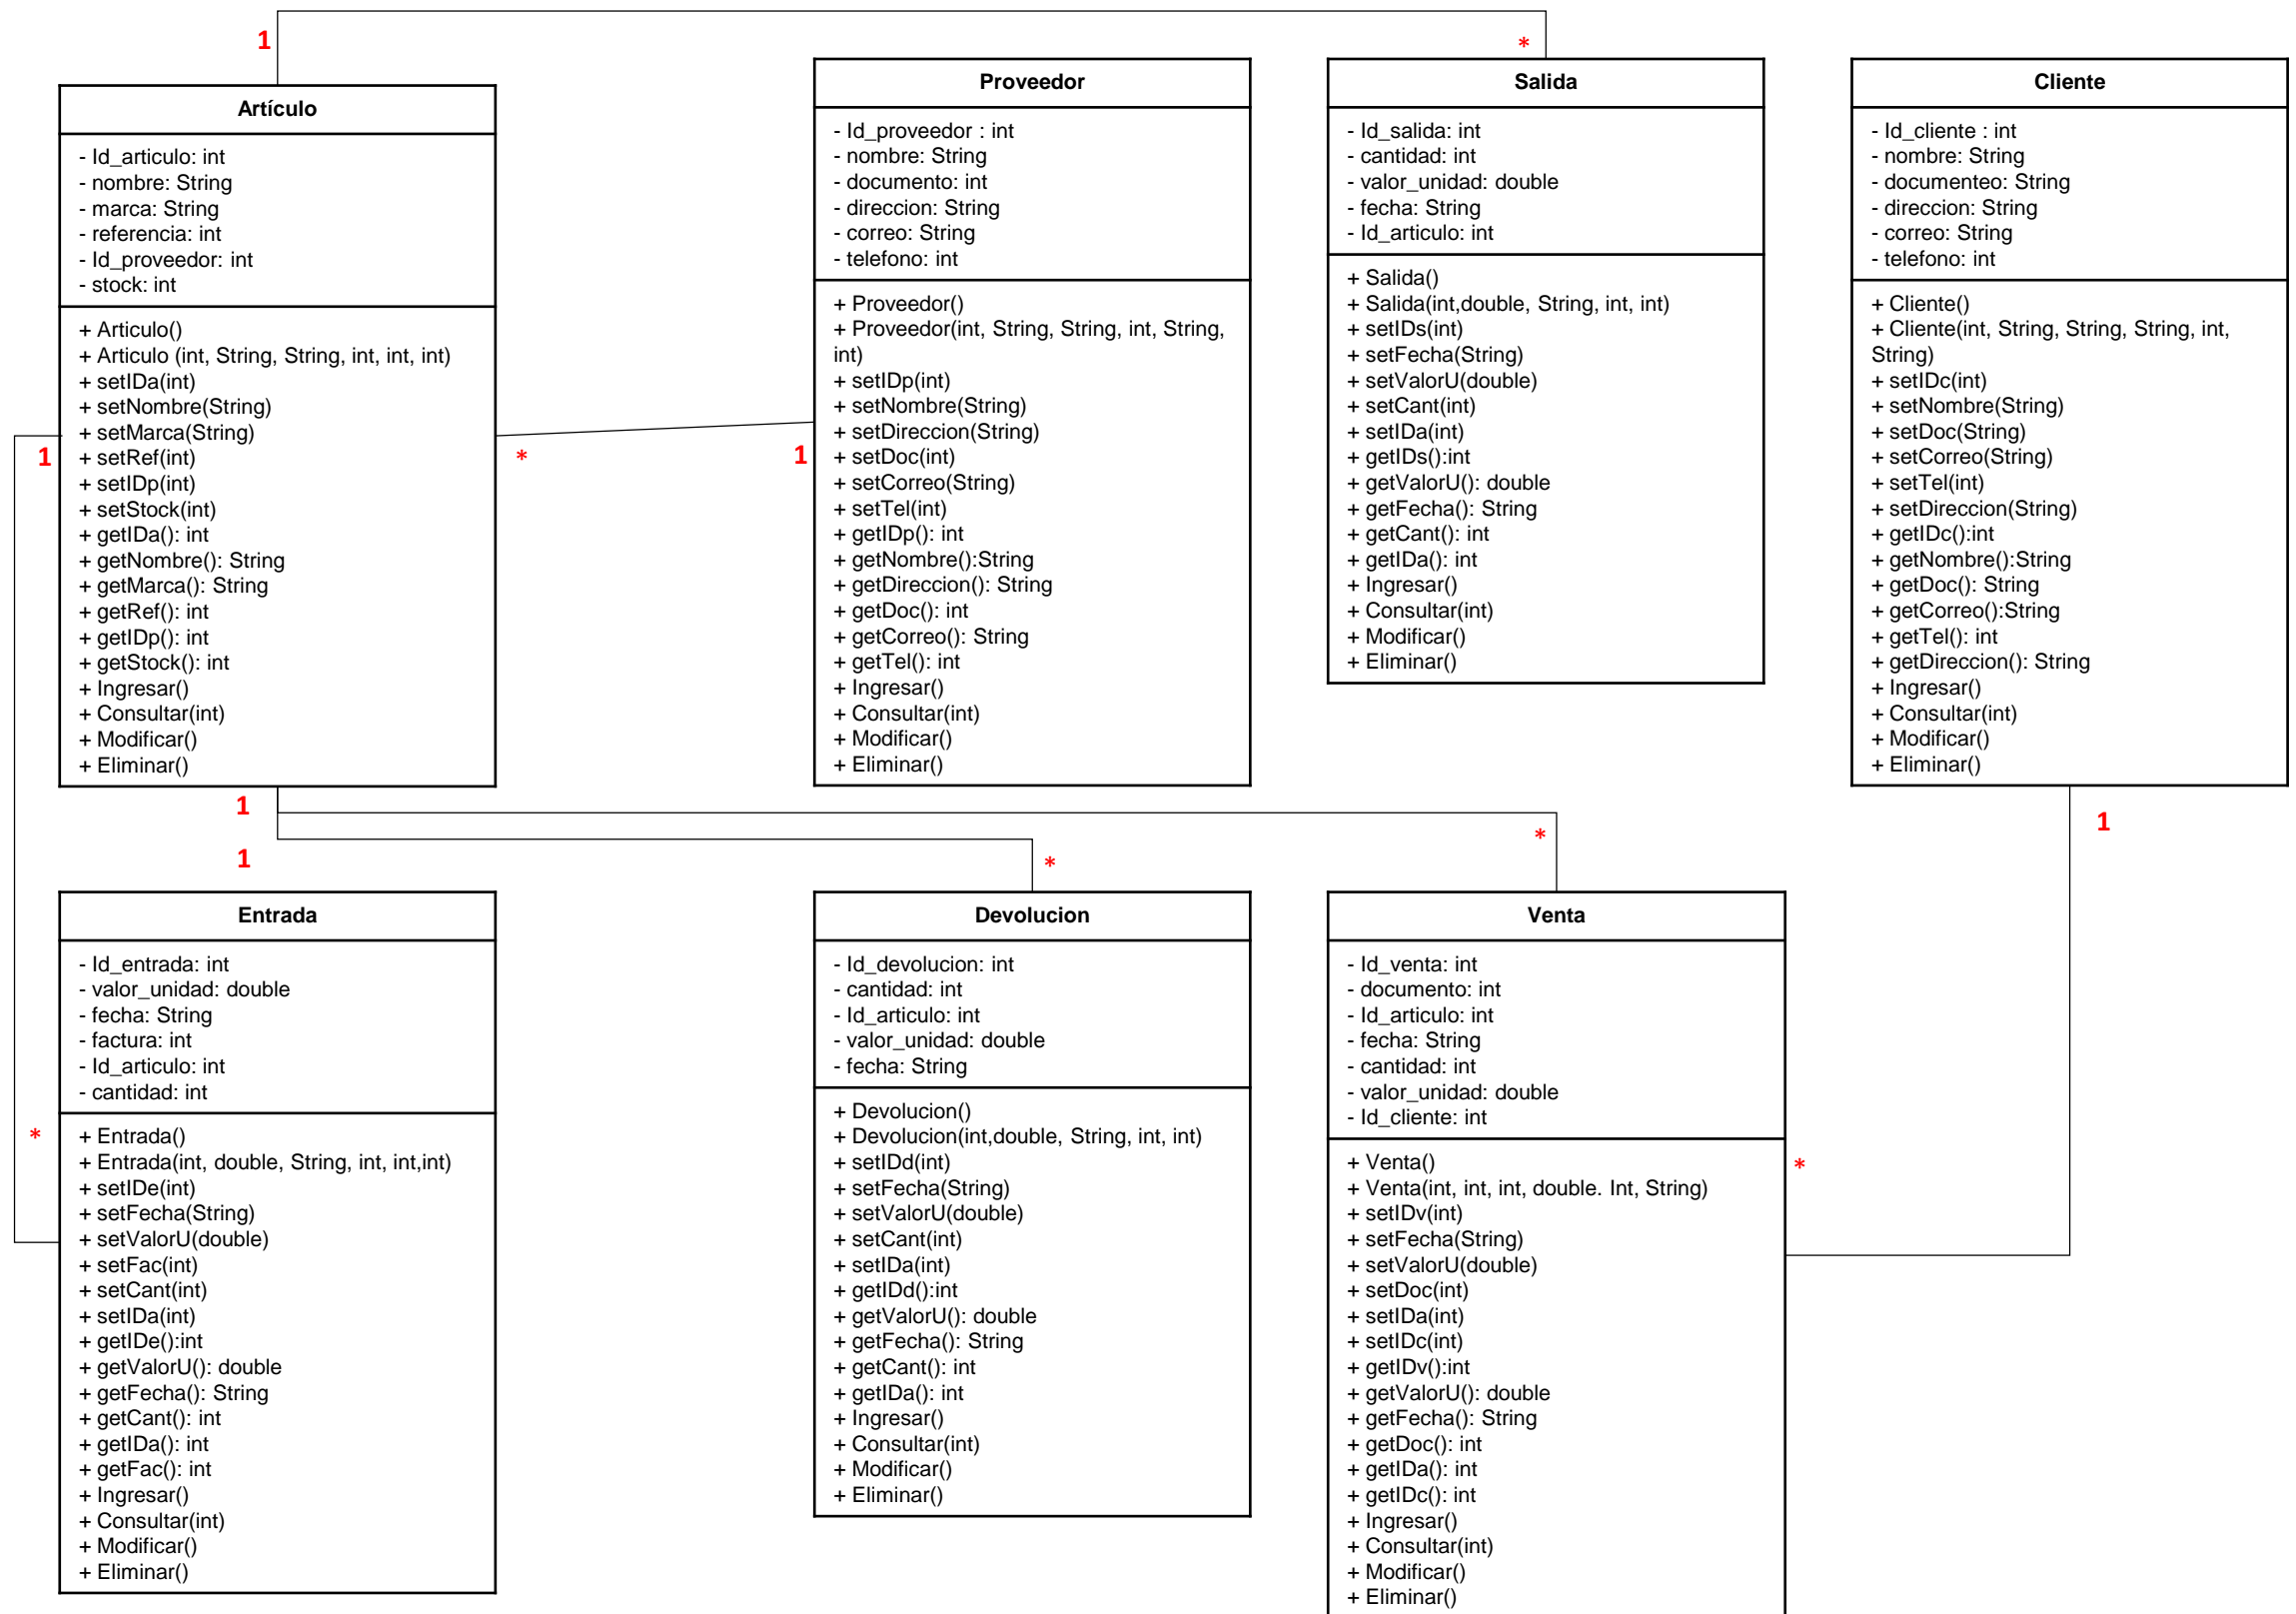 1
*
Artículo
- Id_articulo: int
- nombre: String
- marca: String
- referencia: int
- Id_proveedor: int
- stock: int
+ Articulo()
+ Articulo (int, String, String, int, int, int)
+ setIDa(int)
+ setNombre(String)
+ setMarca(String)
+ setRef(int)
+ setIDp(int)
+ setStock(int)
+ getIDa(): int
+ getNombre(): String
+ getMarca(): String
+ getRef(): int
+ getIDp(): int
+ getStock(): int
+ Ingresar()
+ Consultar(int)
+ Modificar()
+ Eliminar()
1
*
1
Proveedor
- Id_proveedor : int
- nombre: String
- documento: int
- direccion: String
- correo: String
- telefono: int
+ Proveedor()
+ Proveedor(int, String, String, int, String,
int)
+ setIDp(int)
+ setNombre(String)
+ setDireccion(String)
+ setDoc(int)
+ setCorreo(String)
+ setTel(int)
+ getIDp(): int
+ getNombre():String
+ getDireccion(): String
+ getDoc(): int
+ getCorreo(): String
+ getTel(): int
+ Ingresar()
+ Consultar(int)
+ Modificar()
+ Eliminar()
Salida
- Id_salida: int
- cantidad: int
- valor_unidad: double
- fecha: String
- Id_articulo: int
+ Salida()
+ Salida(int,double, String, int, int)
+ setIDs(int)
+ setFecha(String)
+ setValorU(double)
+ setCant(int)
+ setIDa(int)
+ getIDs():int
+ getValorU(): double
+ getFecha(): String
+ getCant(): int
+ getIDa(): int
+ Ingresar()
+ Consultar(int)
+ Modificar()
+ Eliminar()
Cliente
- Id_cliente : int
- nombre: String
- documenteo: String
- direccion: String
- correo: String
- telefono: int
+ Cliente()
+ Cliente(int, String, String, String, int,
String)
+ setIDc(int)
+ setNombre(String)
+ setDoc(String)
+ setCorreo(String)
+ setTel(int)
+ setDireccion(String)
+ getIDc():int
+ getNombre():String
+ getDoc(): String
+ getCorreo():String
+ getTel(): int
+ getDireccion(): String
+ Ingresar()
+ Consultar(int)
+ Modificar()
+ Eliminar()
1
*
1
1
*
Entrada
- Id_entrada: int
- valor_unidad: double
- fecha: String
- factura: int
- Id_articulo: int
- cantidad: int
*
+ Entrada()
+ Entrada(int, double, String, int, int,int)
+ setIDe(int)
+ setFecha(String)
+ setValorU(double)
+ setFac(int)
+ setCant(int)
+ setIDa(int)
+ getIDe():int
+ getValorU(): double
+ getFecha(): String
+ getCant(): int
+ getIDa(): int
+ getFac(): int
+ Ingresar()
+ Consultar(int)
+ Modificar()
+ Eliminar()
Devolucion
- Id_devolucion: int
- cantidad: int
- Id_articulo: int
- valor_unidad: double
- fecha: String
+ Devolucion()
+ Devolucion(int,double, String, int, int)
+ setIDd(int)
+ setFecha(String)
+ setValorU(double)
+ setCant(int)
+ setIDa(int)
+ getIDd():int
+ getValorU(): double
+ getFecha(): String
+ getCant(): int
+ getIDa(): int
+ Ingresar()
+ Consultar(int)
+ Modificar()
+ Eliminar()
Venta
- Id_venta: int
- documento: int
- Id_articulo: int
- fecha: String
- cantidad: int
- valor_unidad: double
- Id_cliente: int
+ Venta()
+ Venta(int, int, int, double. Int, String)
+ setIDv(int)
+ setFecha(String)
+ setValorU(double)
+ setDoc(int)
+ setIDa(int)
+ setIDc(int)
+ getIDv():int
+ getValorU(): double
+ getFecha(): String
+ getDoc(): int
+ getIDa(): int
+ getIDc(): int
+ Ingresar()
+ Consultar(int)
+ Modificar()
+ Eliminar()
*